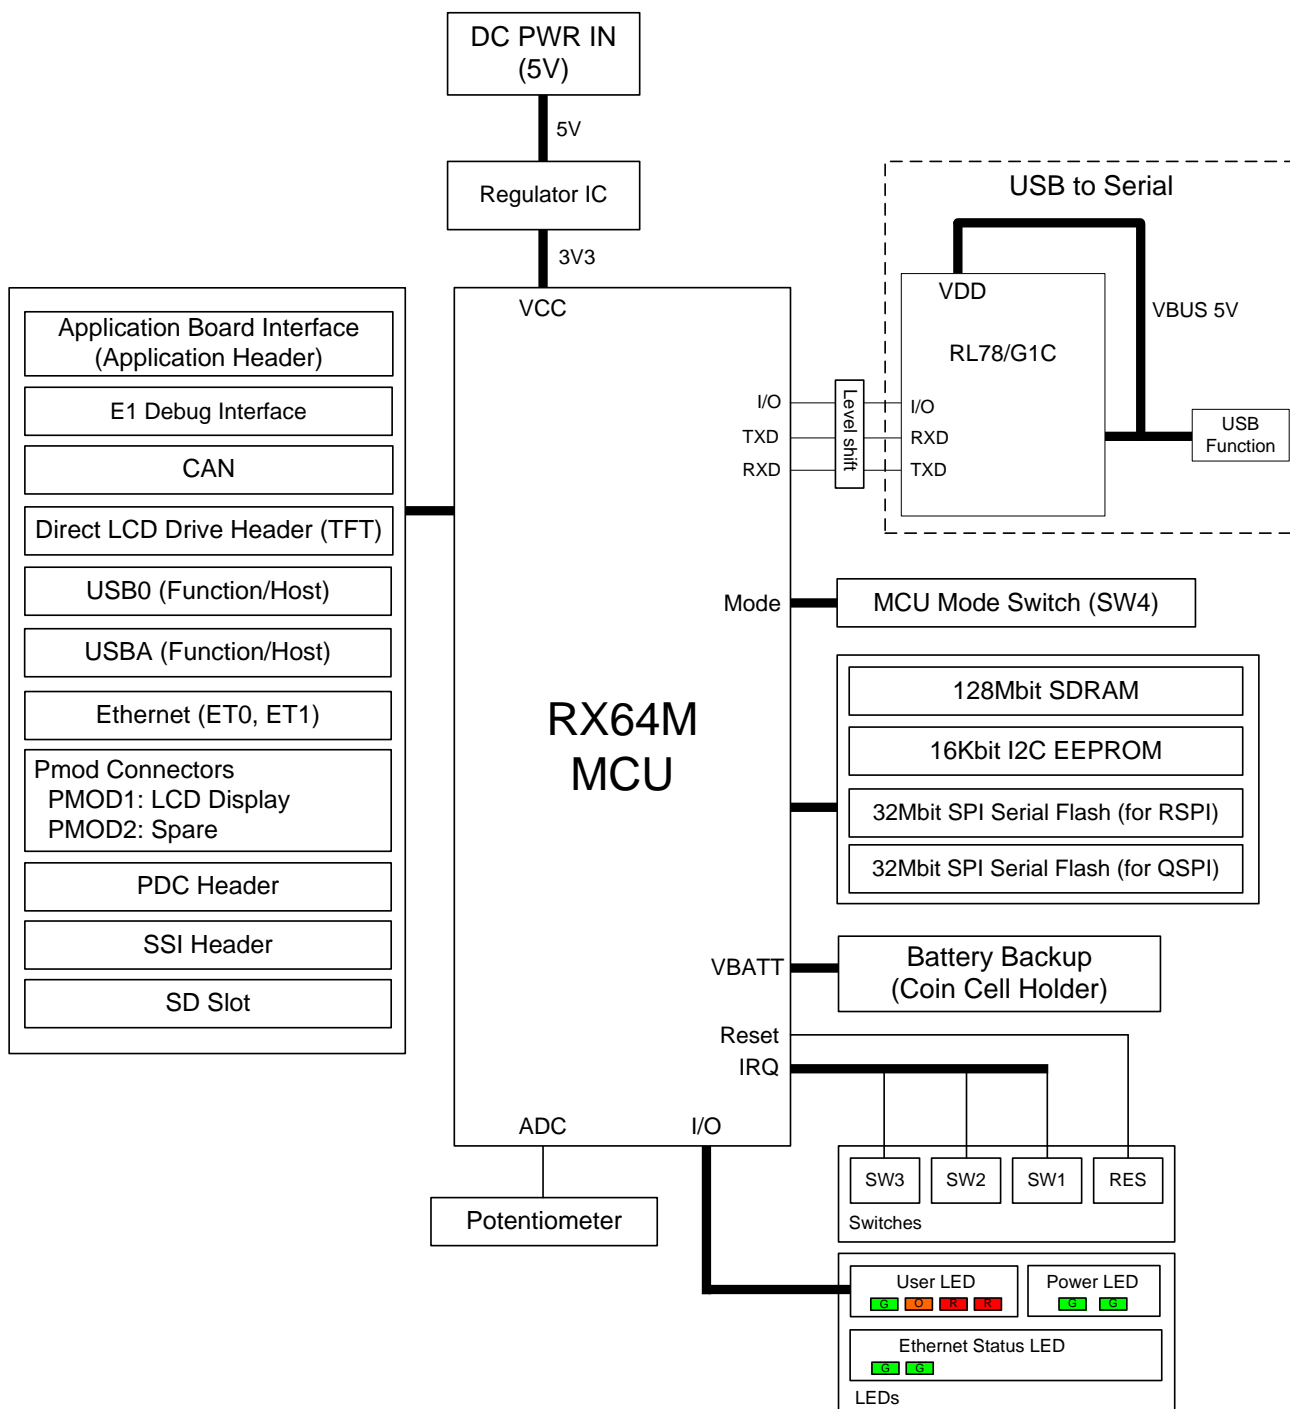 DC PWR IN
(5V)
5V
Regulator IC
3V3
USB to Serial
VDD
VBUS 5V
RL78/G1C
I/O
RXD
TXD
USB
Function
Level shift
I/O
TXD
RXD
VCC
Application Board Interface
(Application Header)
E1 Debug Interface
CAN
Direct LCD Drive Header (TFT)
USB0 (Function/Host)
USBA (Function/Host)
Ethernet (ET0, ET1)
Pmod Connectors
PMOD1: LCD Display
PMOD2: Spare
PDC Header
SSI Header
SD Slot
RX64M
MCU
Mode
MCU Mode Switch (SW4)
128Mbit SDRAM
16Kbit I2C EEPROM
32Mbit SPI Serial Flash (for RSPI)
32Mbit SPI Serial Flash (for QSPI)
VBATT
Battery Backup
(Coin Cell Holder)
Reset
IRQ
ADC
I/O
Potentiometer
SW3
SW2
SW1
RES
Switches
User LED
G
O
R
R
Power LED
G
G
Ethernet Status LED
G
G
LEDs